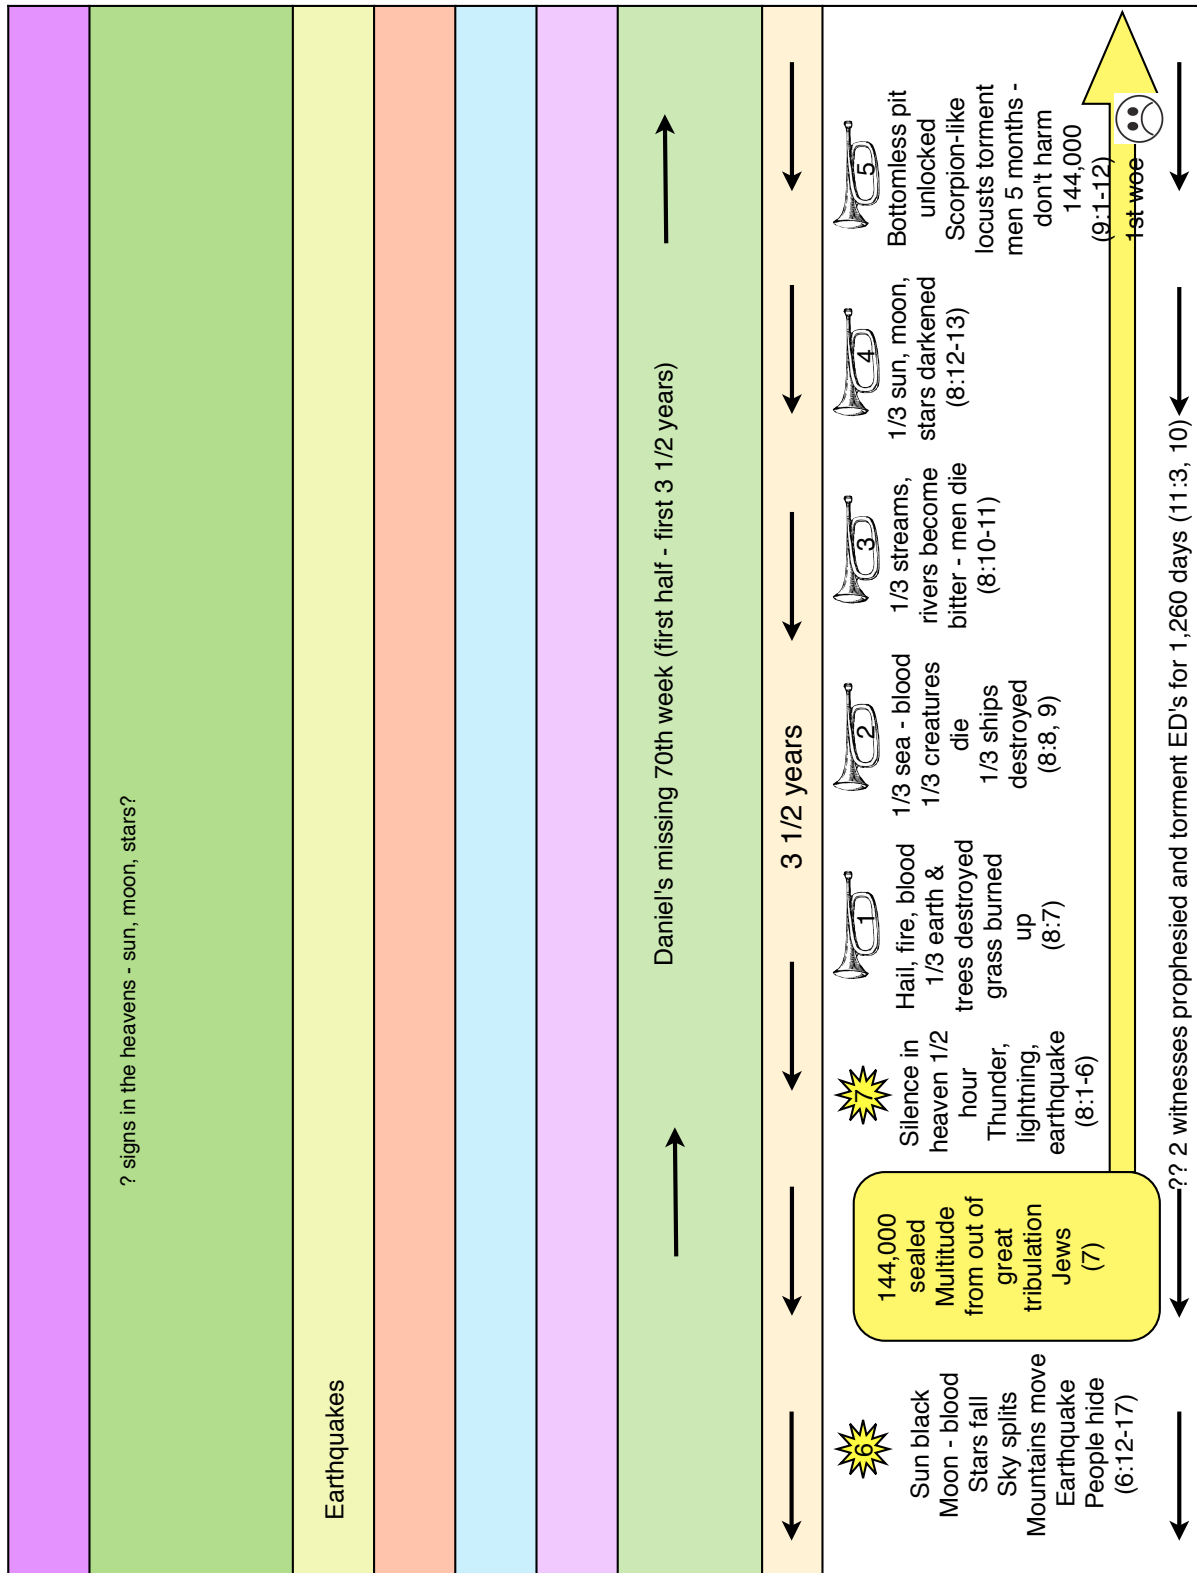 ? signs in the heavens - sun, moon, stars?
Earthquakes
Daniel's missing 70th week (first half - first 3 1/2 years)
3 1/2 years
6
Sun black
Moon - blood
Stars fall
Sky splits
Mountains move
Earthquake
People hide
(6:12-17)
144,000
sealed
Multitude
from out of
great
tribulation
Jews
(7)
7
Silence in
heaven 1/2
hour
Thunder,
lightning,
earthquake
(8:1-6)
1
Hail, fire, blood
1/3 earth &
trees destroyed
grass burned
up
(8:7)
2
1/3 sea - blood
1/3 creatures
die
1/3 ships
destroyed
(8:8, 9)
3
1/3 streams,
rivers become
bitter - men die
(8:10-11)
4
1/3 sun, moon,
stars darkened
(8:12-13)
5
Bottomless pit
unlocked
Scorpion-like
locusts torment
men 5 months -
don't harm
144,000
(9:1-12)
1st woe
?? 2 witnesses prophesied and torment ED's for 1,260 days (11:3, 10)